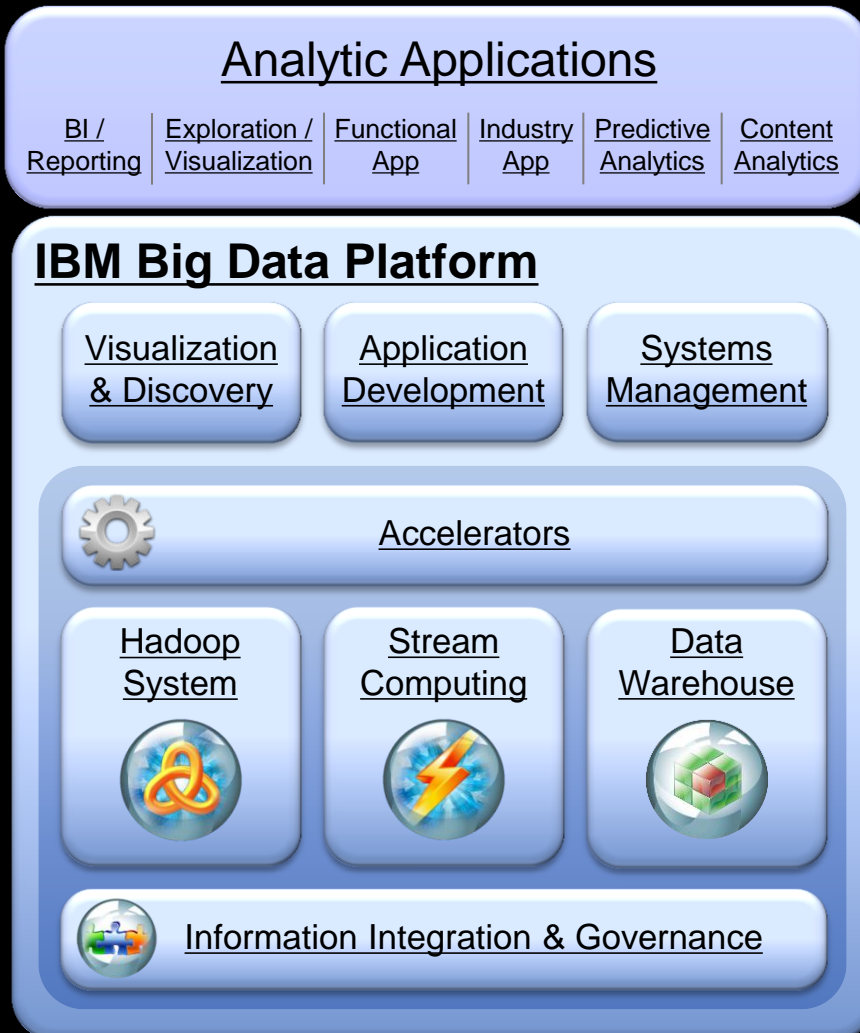 Analytic Applications
BI /
Reporting
Exploration /
Visualization
Functional
App
Industry
App
Predictive
Analytics
Content
Analytics
IBM Big Data Platform
Visualization
& Discovery
Application
Development
Systems
Management
Accelerators
Hadoop
System
Stream
Computing
Data
Warehouse
Information Integration & Governance